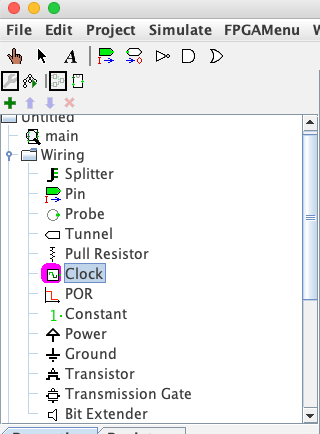 File Edit Project Simulate FPGAMenu W
A
Untitled
main
Wiring
Splitter
Pin
Probe
Tunnel
Pull Resistor
Clock
POR
1 Constant
Power
Ground
Transistor
Transmission Gate
Bit Extender